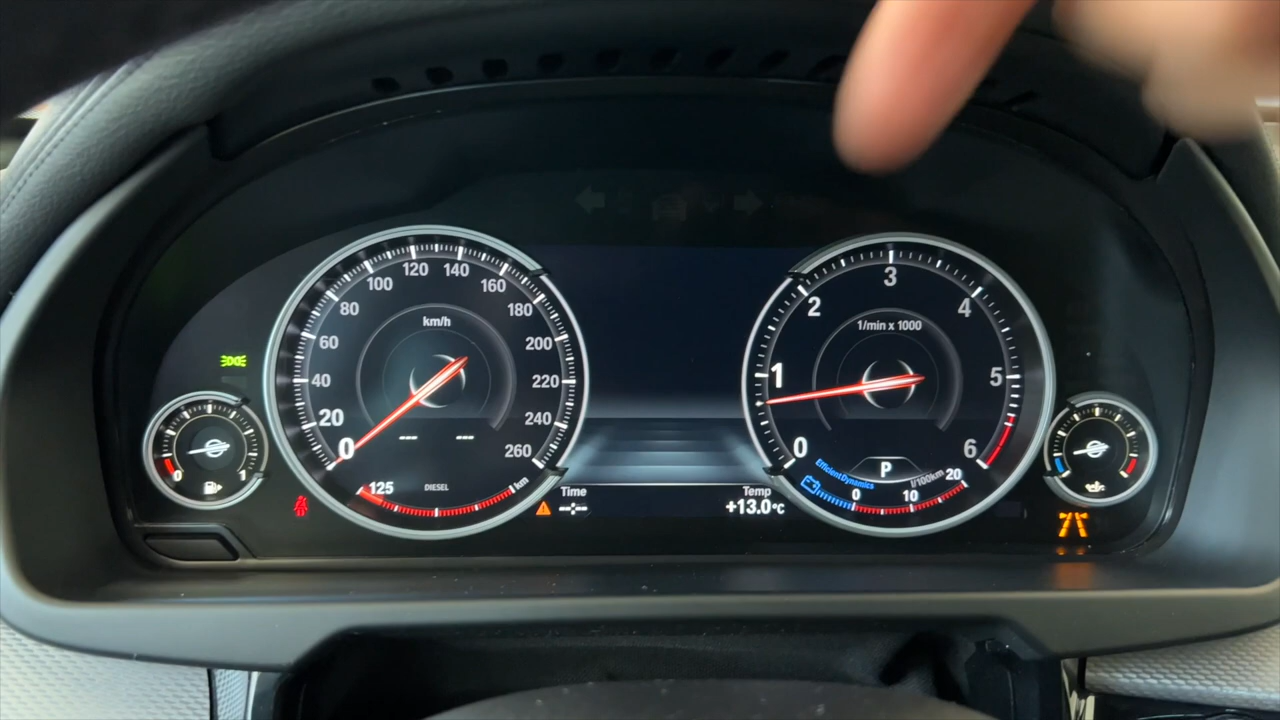 km/h
0
20
40
60
80
100
120
140
160
180
200
220
240
260
-- --
DIESEL
125
1 km
0
1
Time
--:--
Temp
+13.0°C
1/min x 1000
0
1
2
3
4
5
6
P
EfficientDynamics
0
10
20
l/100km